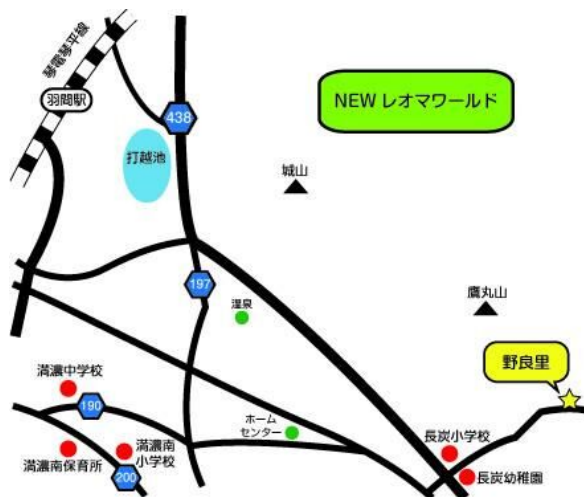 琴電琴平線
羽間駅
438
NEWレオマワールド
打越池
城山
197
温泉
鷹丸山
野良里
満濃中学校
190
ホーム
センター
長炭小学校
満濃南
小学校
満濃南保育所
200
長炭幼稚園